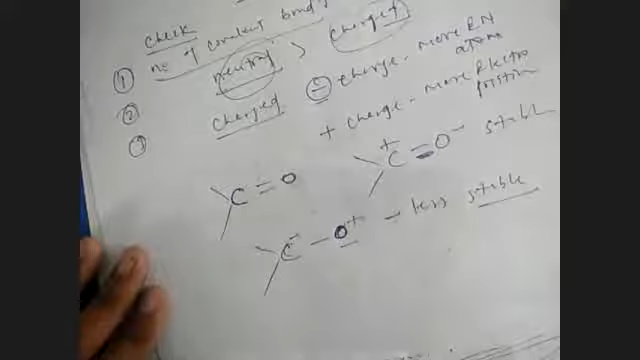 check
① no of covalent bonds
② neutral > charged
③ charged ⊖ charge - more EN atom
+ charge - more electro positive
C = O
+ C - O - stable
- C - O + - less stable